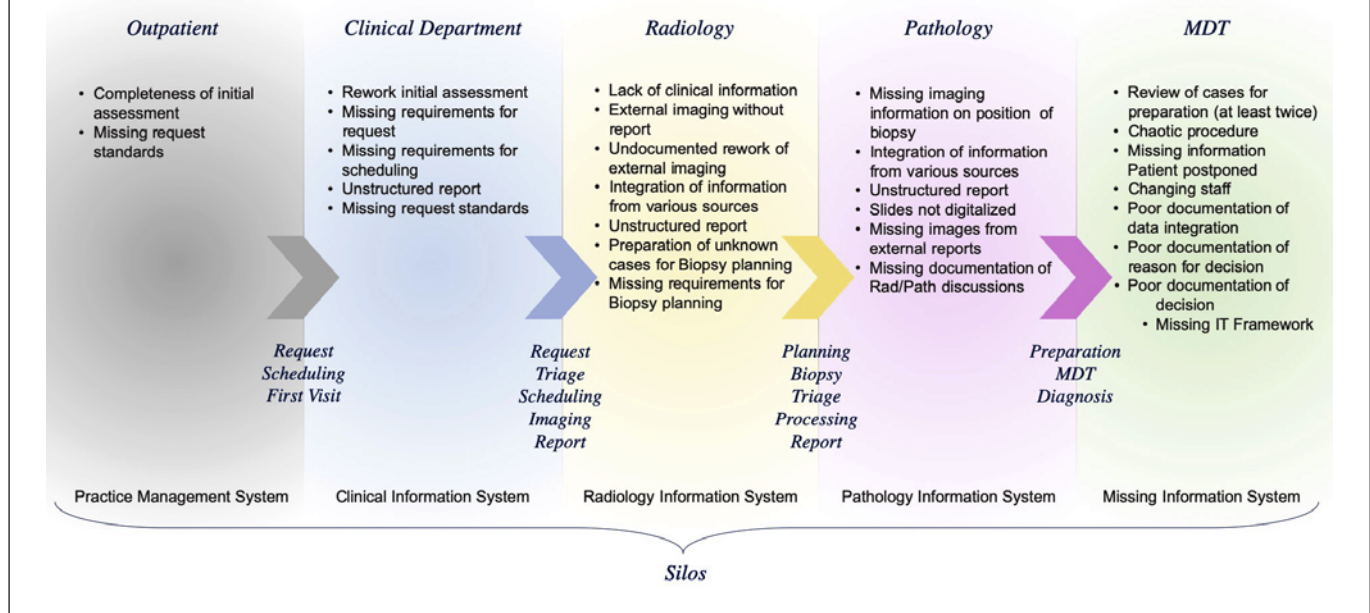 Outpatient
• Completeness of initial
assessment
• Missing request
standards
Clinical Department
• Rework initial assessment
• Missing requirements for
request
• Missing requirements for
scheduling
• Unstructured report
• Missing request standards
Radiology
• Lack of clinical information
• External imaging without
report
• Undocumented rework of
external imaging
• Integration of information
from various sources
• Unstructured report
• Preparation of unknown
cases for Biopsy planning
• Missing requirements for
Biopsy planning
Pathology
• Missing imaging
information on position of
biopsy
• Integration of information
from various sources
• Unstructured report
• Slides not digitalized
• Missing images from
external reports
• Missing documentation of
Rad/Path discussions
MDT
• Review of cases for
preparation (at least twice)
• Chaotic procedure
• Missing information
Patient postponed
• Changing staff
• Poor documentation of
data integration
• Poor documentation of
reason for decision
• Poor documentation of
decision
• Missing IT Framework
Request
Scheduling
First Visit
Request
Triage
Scheduling
Imaging
Report
Planning
Biopsy
Triage
Processing
Report
Preparation
MDT
Diagnosis
Practice Management System
Clinical Information System
Radiology Information System
Pathology Information System
Missing Information System
Silos